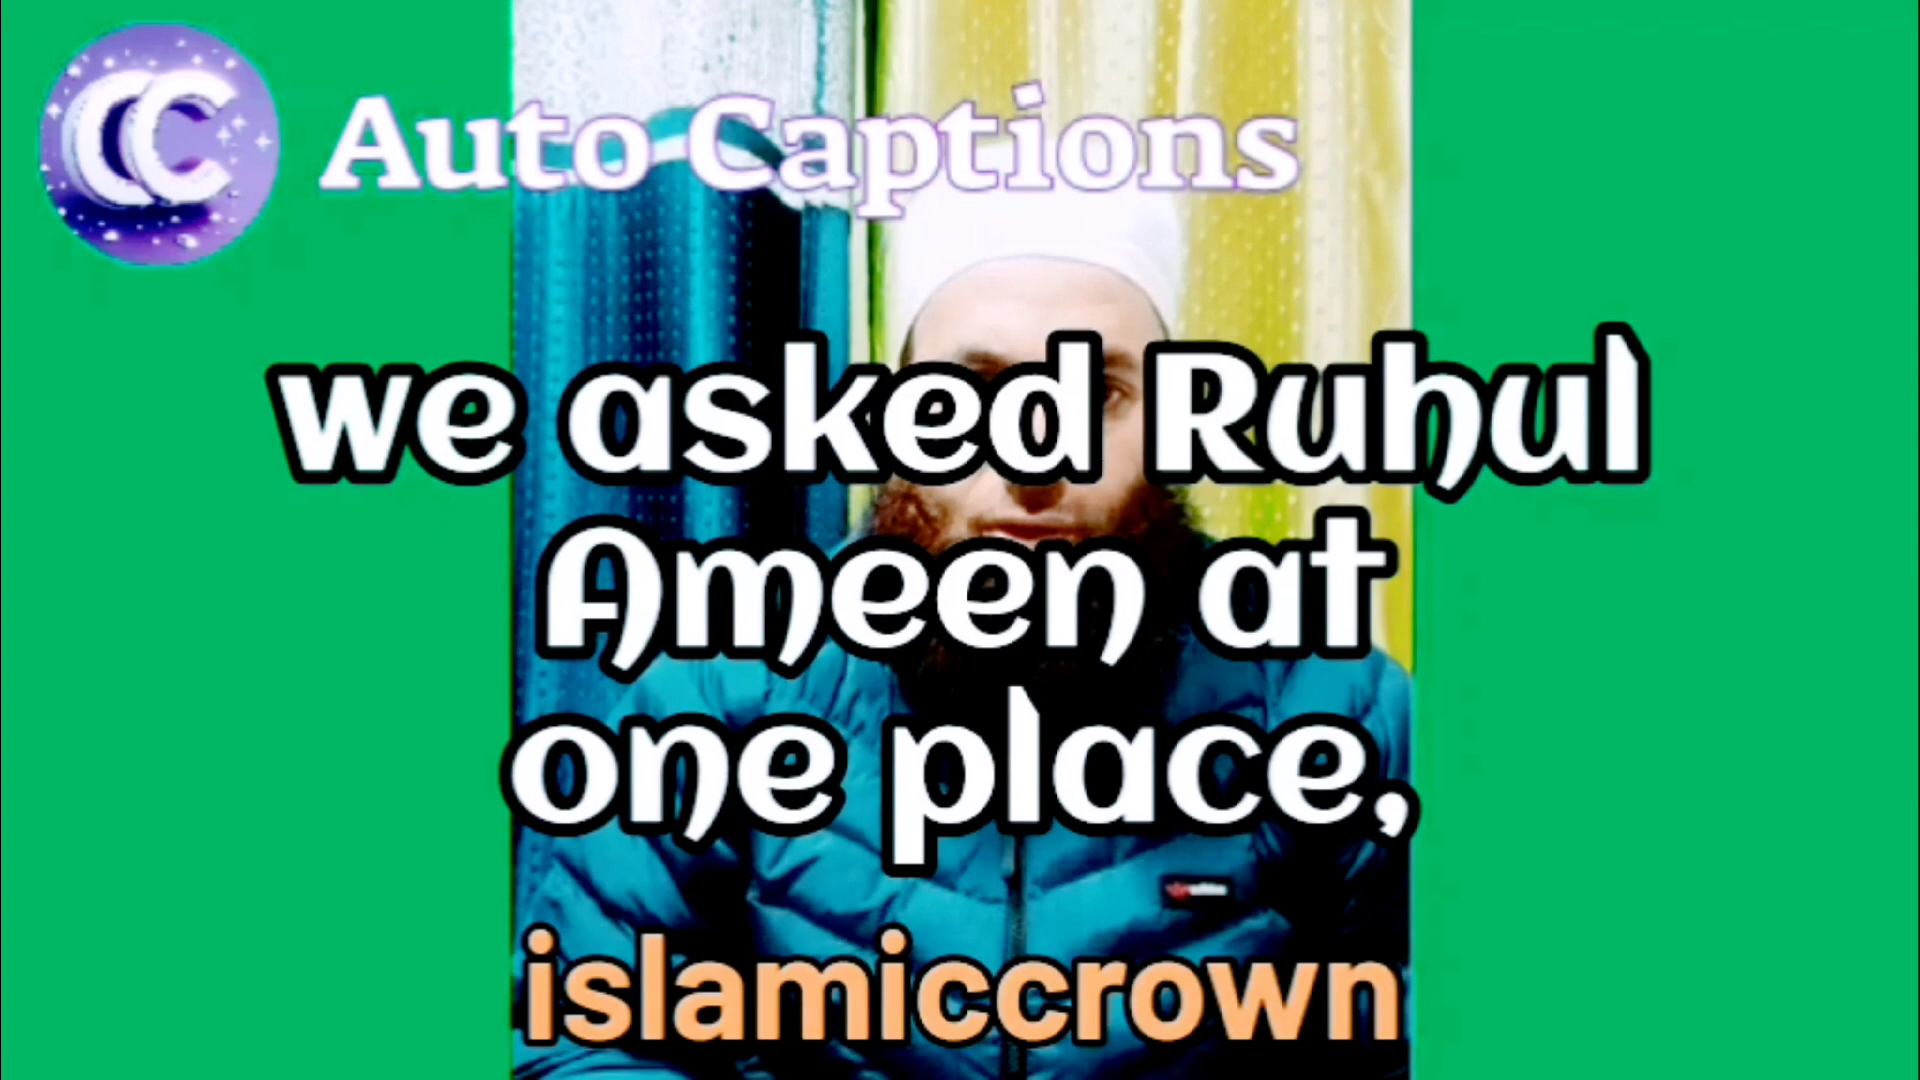 CC Auto Captions
we asked Ruhul
Ameen at
one place,
islamiccrown